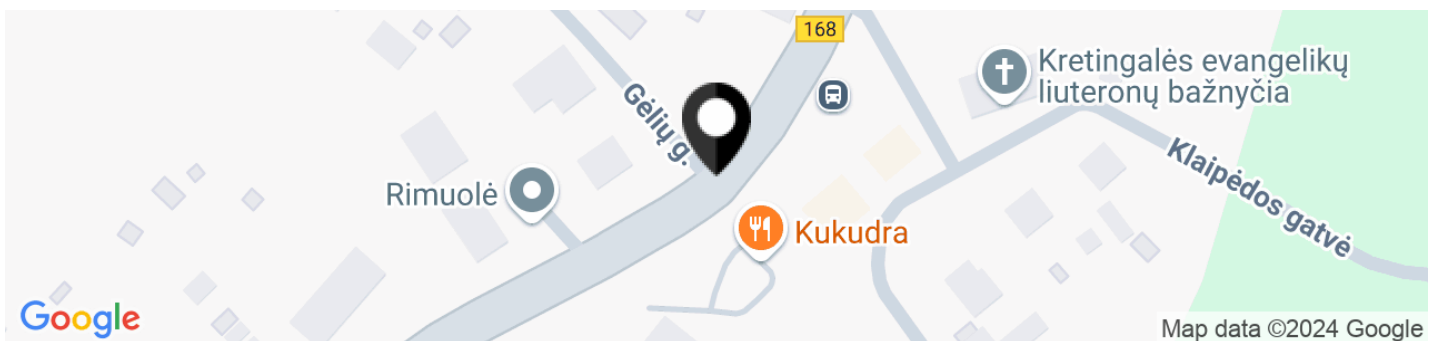 168
Kretingalės evangelikų
liuteronų bažnyčia
Gėlių g.
Klaipėdos gatvė
Rimuolė
Kukudra
Google
Map data ©2024 Google